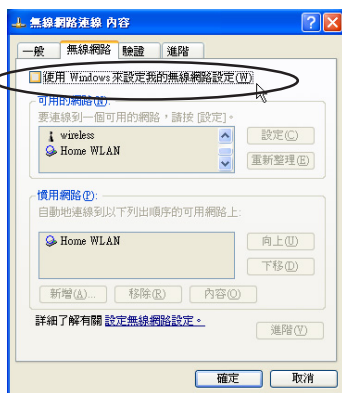 無線網路連線 內容
一般 無線網路 驗證 進階
使用 Windows 來設定我的無線網路設定(W)
可用的網路(N):
要連線到一個可用的網路，請按 [設定]。
wireless 設定(C)
Home WLAN 重新整理(E)
慣用網路(P):
自動地連線到以下列出順序的可用網路上:
Home WLAN 向上(U)
下移(D)
新增(A)... 移除(R) 內容(O)
詳細了解有關 設定無線網路設定。
進階(V)
確定 取消